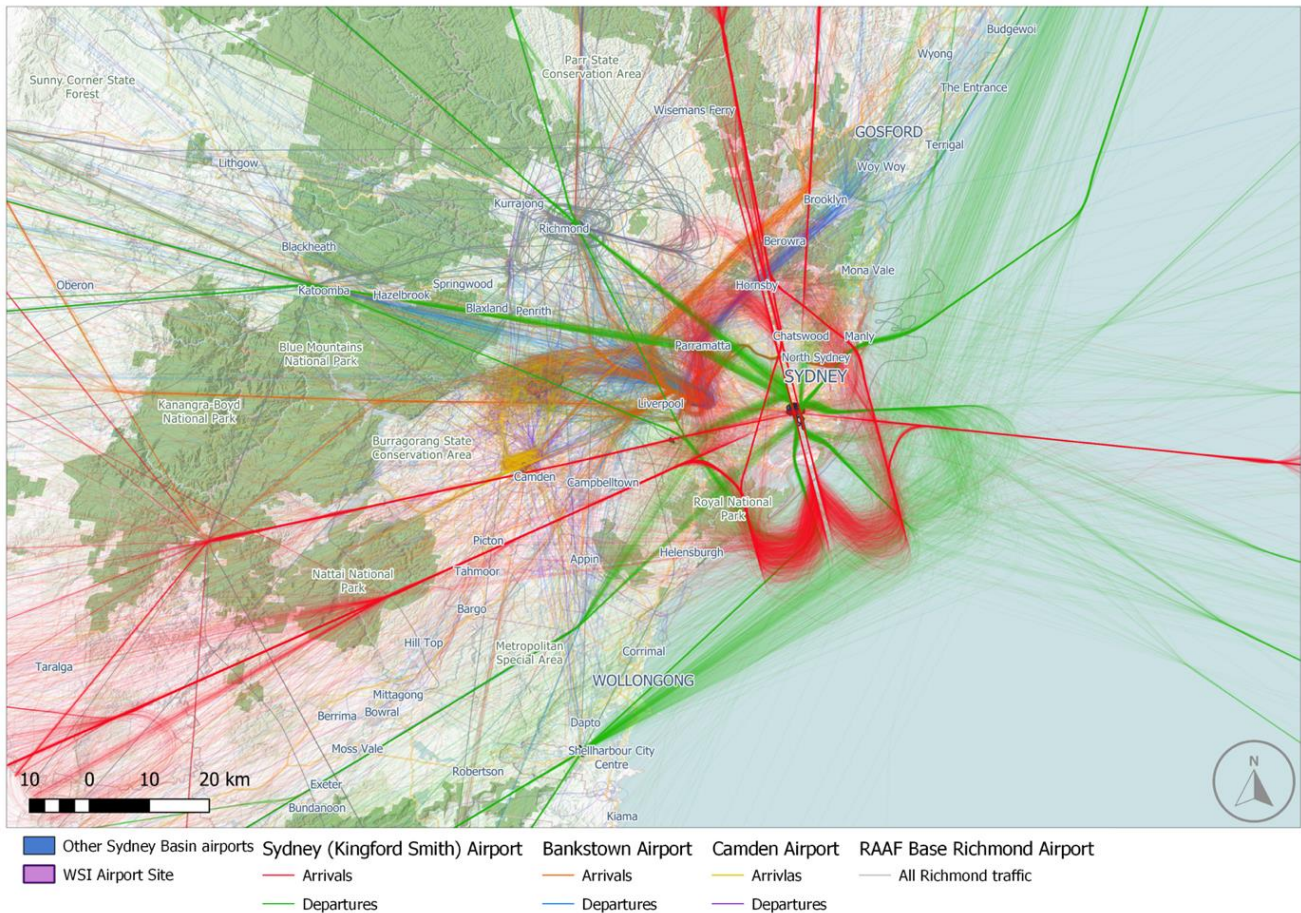 Budgewoi
Wyong
Parr State
Conservation Area
Sunny Corner State
Forest
The Entrance
Wisemans Ferry
GOSFORD
Terrigal
Lithgow
Woy Woy
Kurrajong
Brooklyn
Richmond
Berowra
Blackheath
Mona Vale
Oberon
Katoomba
Hazelbrook
Springwood
Hornsby
Blaxland
Penrith
Chatswood
Manly
Parramatta
Blue Mountains
National Park
North Sydney
SYDNEY
Kanangra-Boyd
National Park
Liverpool
Burragorang State
Conservation Area
Camden
Campbelltown
Royal National
Park
Picton
Helensburgh
Appin
Nattai National
Park
Tahmoor
Bargo
Hill Top
Metropolitan
Special Area
Corrimal
Taralga
WOLLONGONG
Mittagong
Berrima
Bowral
Dapto
Moss Vale
Shellharbour City
Centre
Robertson
Exeter
Bundanoon
Kiama
10 0 10 20 km
N
Other Sydney Basin airports
WSI Airport Site
Sydney (Kingford Smith) Airport
Arrivals
Departures
Bankstown Airport
Arrivals
Departures
Camden Airport
Arrivlas
Departures
RAAF Base Richmond Airport
All Richmond traffic